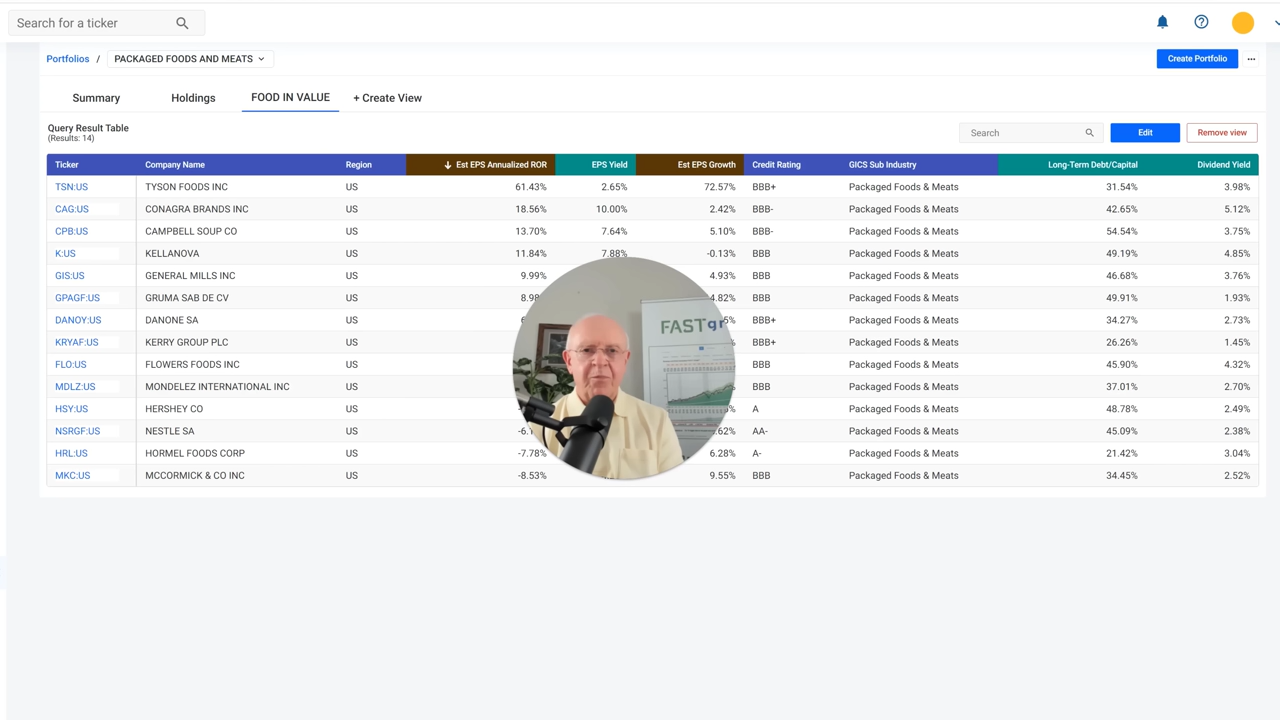 Search for a ticker
Portfolios / PACKAGED FOODS AND MEATS
Create Portfolio
Summary Holdings FOOD IN VALUE + Create View
Query Result Table
(Results: 14)
Search Edit Remove view
Ticker Company Name Region Est EPS Annualized ROR EPS Yield Est EPS Growth Credit Rating GICS Sub Industry Long-Term Debt/Capital Dividend Yield
TSN:US TYSON FOODS INC US 61.43% 2.65% 72.57% BBB+ Packaged Foods & Meats 31.54% 3.98%
CAG:US CONAGRA BRANDS INC US 18.56% 10.00% 2.42% BBB- Packaged Foods & Meats 42.65% 5.12%
CPB:US CAMPBELL SOUP CO US 13.70% 7.64% 5.10% BBB- Packaged Foods & Meats 54.54% 3.75%
K:US KELLANOVA US 11.84% 7.88% -0.13% BBB Packaged Foods & Meats 49.19% 4.85%
GIS:US GENERAL MILLS INC US 9.99% 4.93% BBB Packaged Foods & Meats 46.68% 3.76%
GPAGF:US GRUMA SAB DE CV US 8.98 4.82% BBB Packaged Foods & Meats 49.91% 1.93%
DANOY:US DANONE SA US BBB+ Packaged Foods & Meats 34.27% 2.73%
KRYAF:US KERRY GROUP PLC US BBB+ Packaged Foods & Meats 26.26% 1.45%
FLO:US FLOWERS FOODS INC US BBB Packaged Foods & Meats 45.90% 4.32%
MDLZ:US MONDELEZ INTERNATIONAL INC US BBB Packaged Foods & Meats 37.01% 2.70%
HSY:US HERSHEY CO US A Packaged Foods & Meats 48.78% 2.49%
NSRGF:US NESTLE SA US .62% AA- Packaged Foods & Meats 45.09% 2.38%
HRL:US HORMEL FOODS CORP US -7.78% 6.28% A- Packaged Foods & Meats 21.42% 3.04%
MKC:US MCCORMICK & CO INC US -8.53% 9.55% BBB Packaged Foods & Meats 34.45% 2.52%
FASTgr